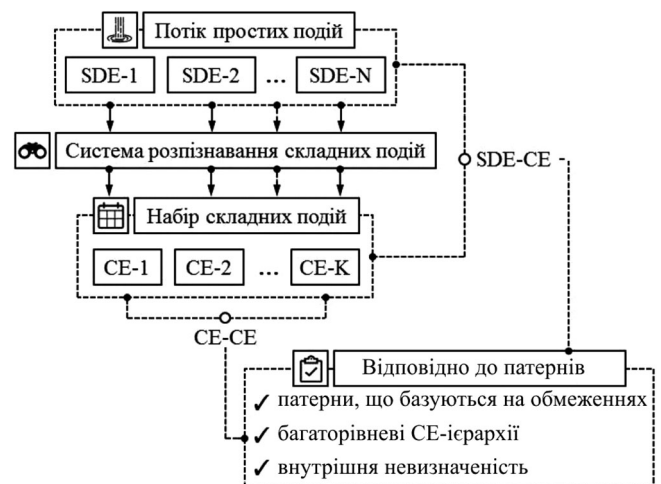 Потік простих подій
SDE-1 SDE-2 ... SDE-N
Система розпізнавання складних подій
SDE-CE
Набір складних подій
CE-1 CE-2 ... CE-K
CE-CE
Відповідно до патернів
✓ патерни, що базуються на обмеженнях
✓ багаторівневі CE-ієрархії
✓ внутрішня невизначеність